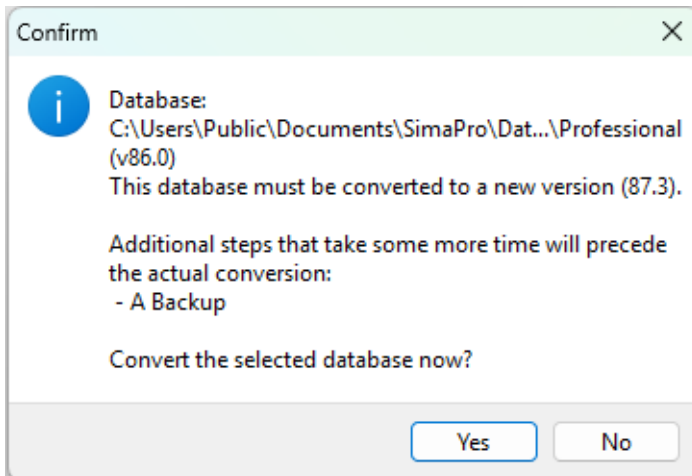 Confirm
Database:
C:\Users\Public\Documents\SimaPro\Dat...\Professional
(v86.0)
This database must be converted to a new version (87.3).
Additional steps that take some more time will precede
the actual conversion:
- A Backup
Convert the selected database now?
Yes No